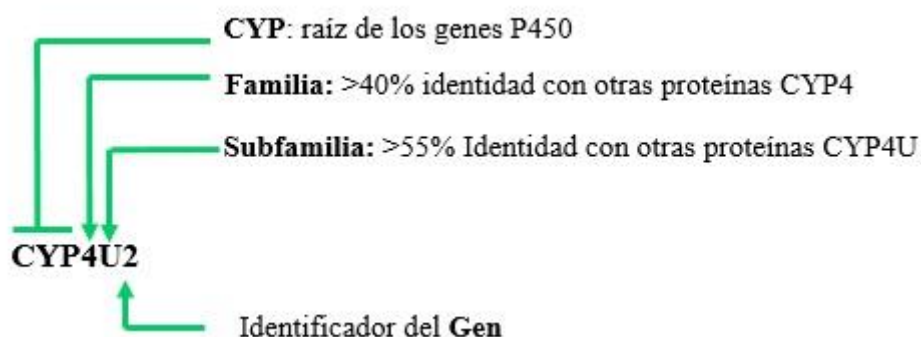 CYP: raíz de los genes P450
Familia: >40% identidad con otras proteínas CYP4
Subfamilia: >55% Identidad con otras proteínas CYP4U
CYP4U2
Identificador del Gen